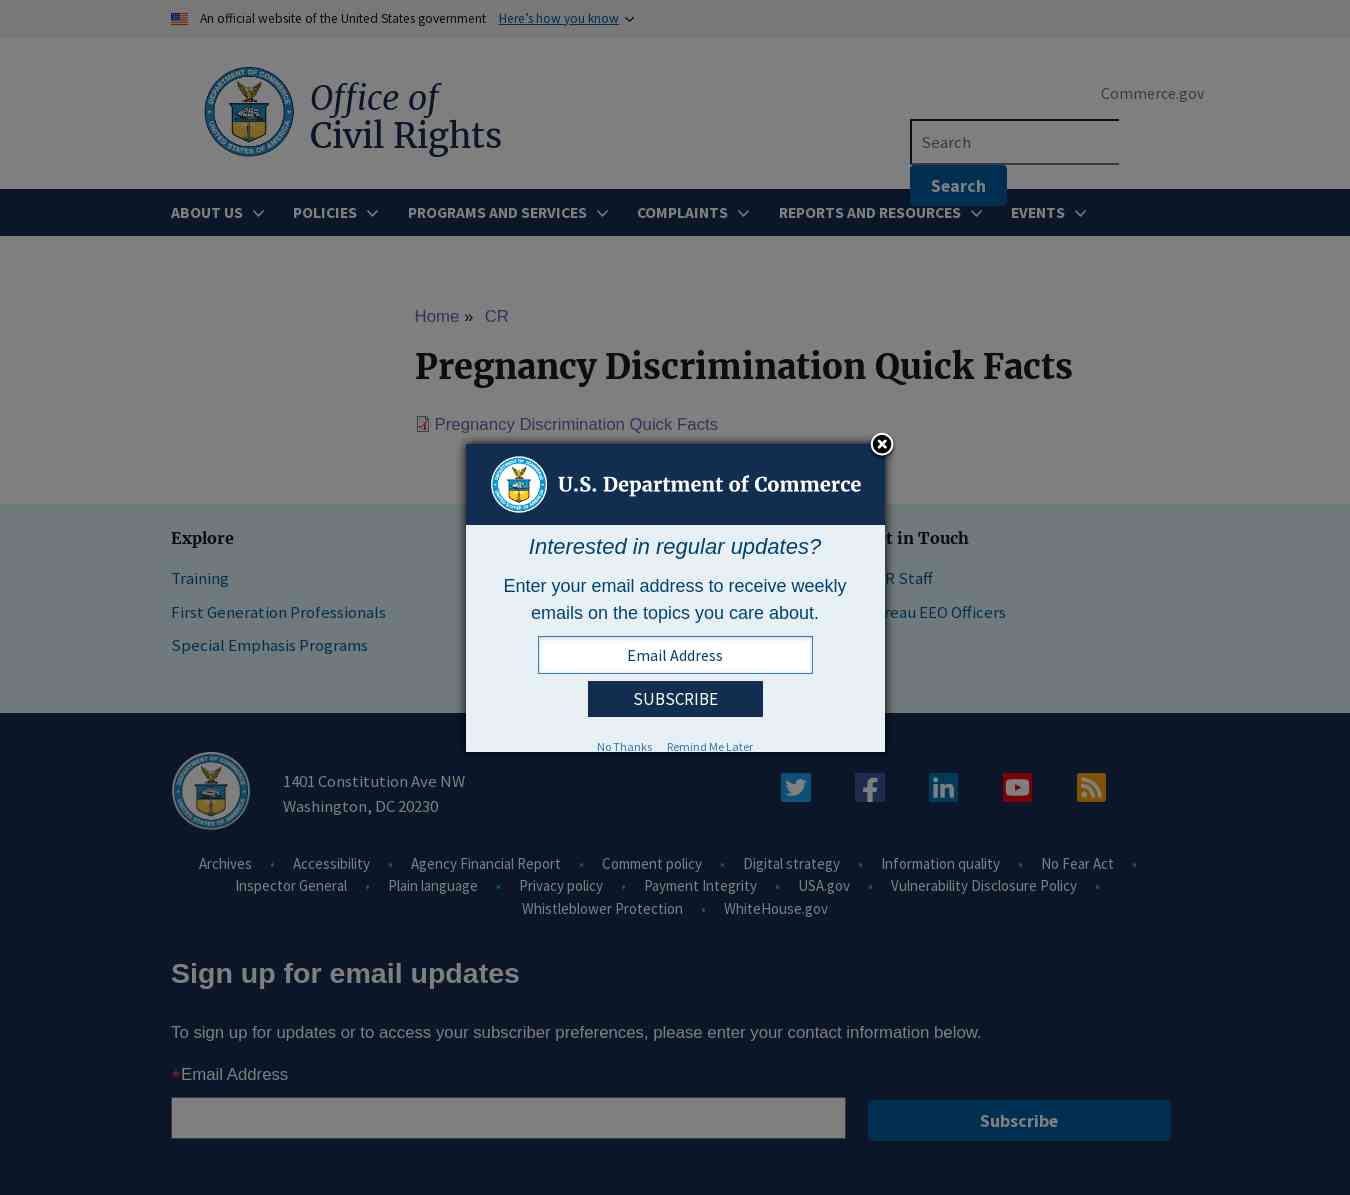 An official website of the United States government Here's how you know
Office of
Civil Rights
Commerce.gov
Search
Search
ABOUT US POLICIES PROGRAMS AND SERVICES COMPLAINTS REPORTS AND RESOURCES EVENTS
Home » CR
Pregnancy Discrimination Quick Facts
Pregnancy Discrimination Quick Facts
U.S. Department of Commerce
Interested in regular updates?
Enter your email address to receive weekly
emails on the topics you care about.
Email Address
SUBSCRIBE
No Thanks Remind Me Later
Explore
Training
First Generation Professionals
Special Emphasis Programs
in Touch
Staff
EEO Officers
1401 Constitution Ave NW
Washington, DC 20230
Archives • Accessibility • Agency Financial Report • Comment policy • Digital strategy • Information quality • No Fear Act •
Inspector General • Plain language • Privacy policy • Payment Integrity • USA.gov • Vulnerability Disclosure Policy •
Whistleblower Protection • WhiteHouse.gov
Sign up for email updates
To sign up for updates or to access your subscriber preferences, please enter your contact information below.
*Email Address
Subscribe